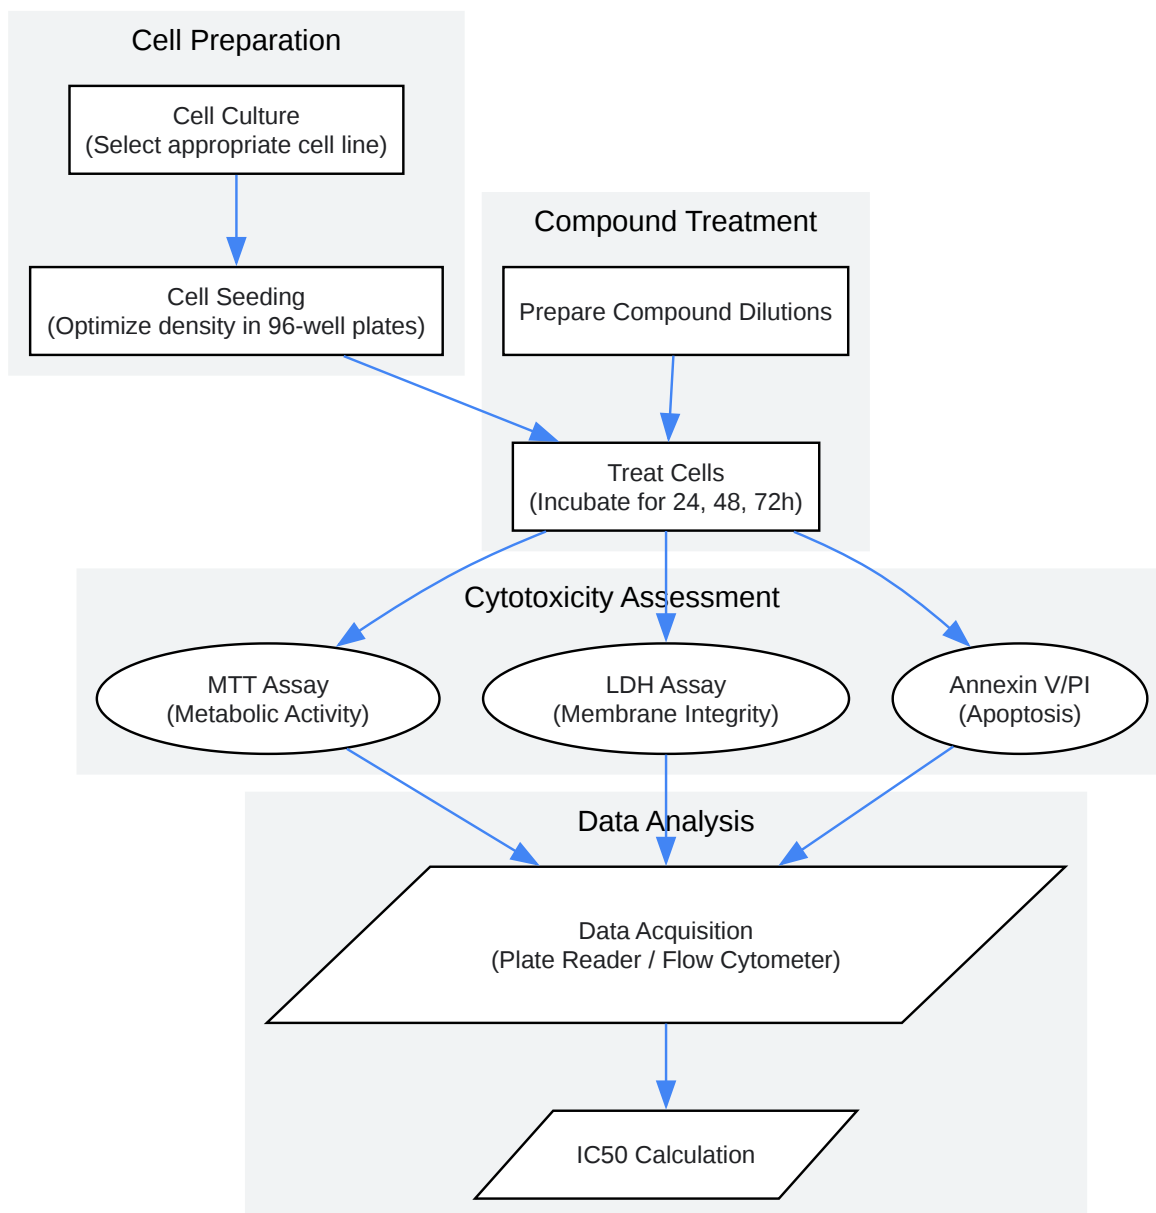 Cell Preparation
Cell Culture
(Select appropriate cell line)
Cell Seeding
(Optimize density in 96-well plates)
Compound Treatment
Prepare Compound Dilutions
Treat Cells
(Incubate for 24, 48, 72h)
Cytotoxicity Assessment
MTT Assay
(Metabolic Activity)
LDH Assay
(Membrane Integrity)
Annexin V/PI
(Apoptosis)
Data Analysis
Data Acquisition
(Plate Reader / Flow Cytometer)
IC50 Calculation